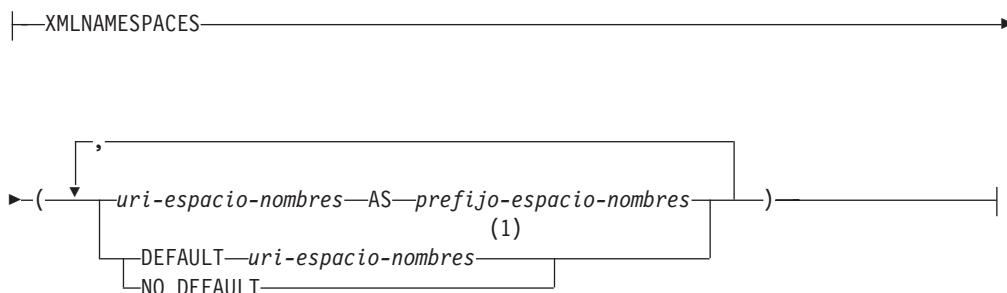 XMLNAMESPACES
,
( uri-espacio-nombres AS prefijo-espacio-nombres )
(1)
DEFAULT uri-espacio-nombres
NO DEFAULT